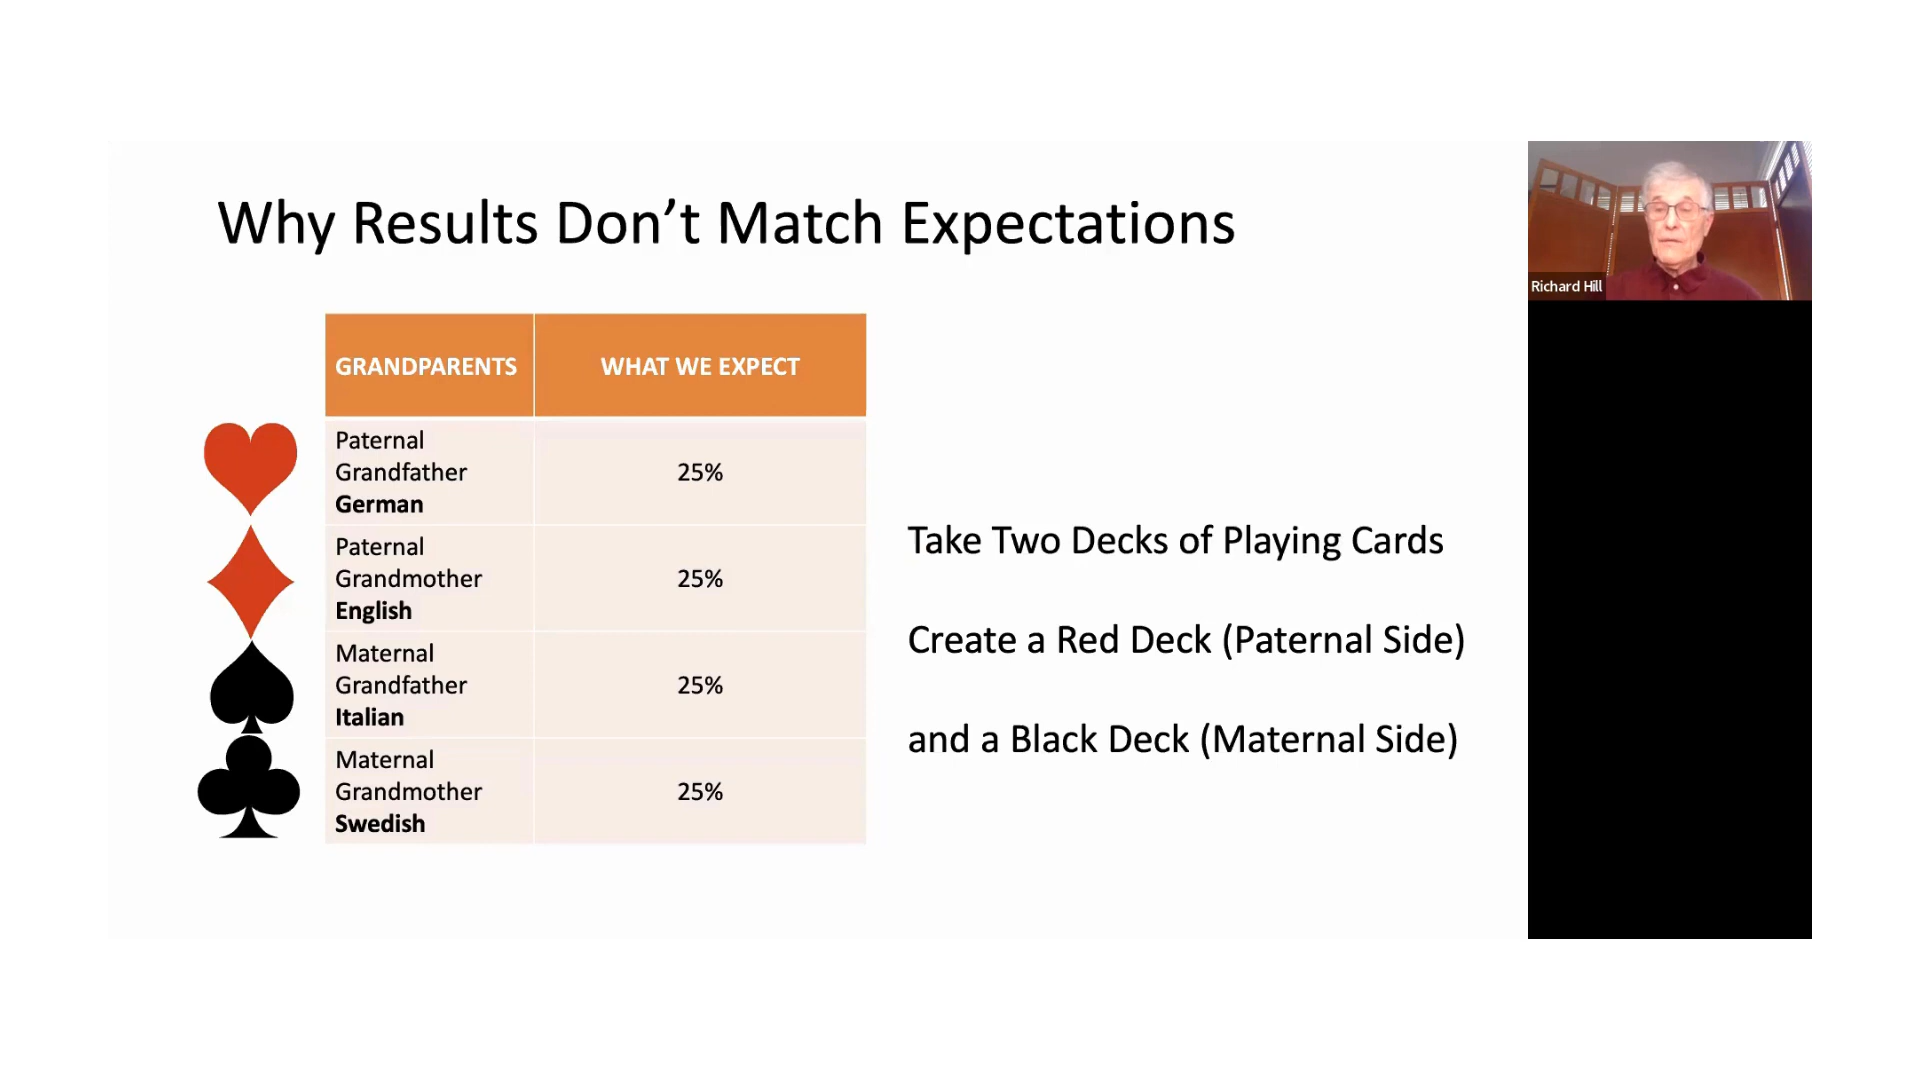 Why Results Don’t Match Expectations
Richard Hill
GRANDPARENTS
WHAT WE EXPECT
Paternal
Grandfather
German
25%
Paternal
Grandmother
English
25%
Maternal
Grandfather
Italian
25%
Maternal
Grandmother
Swedish
25%
Take Two Decks of Playing Cards
Create a Red Deck (Paternal Side)
and a Black Deck (Maternal Side)